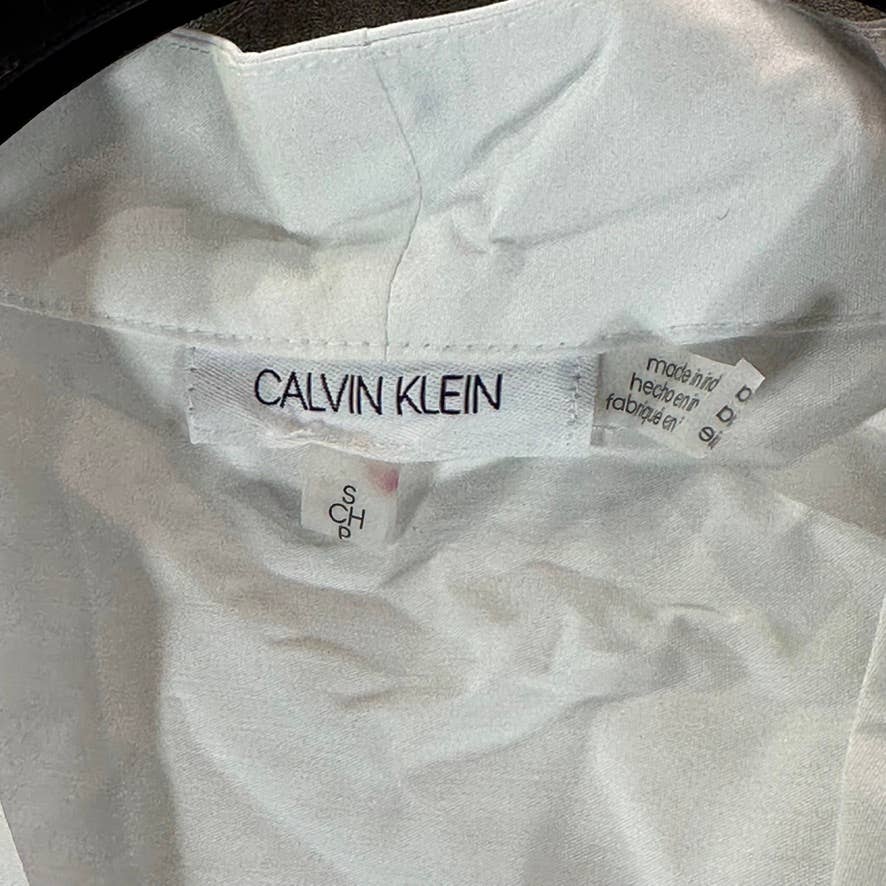 CALVIN KLEIN
S
CH
P
made in
hecho en
fabriqué en